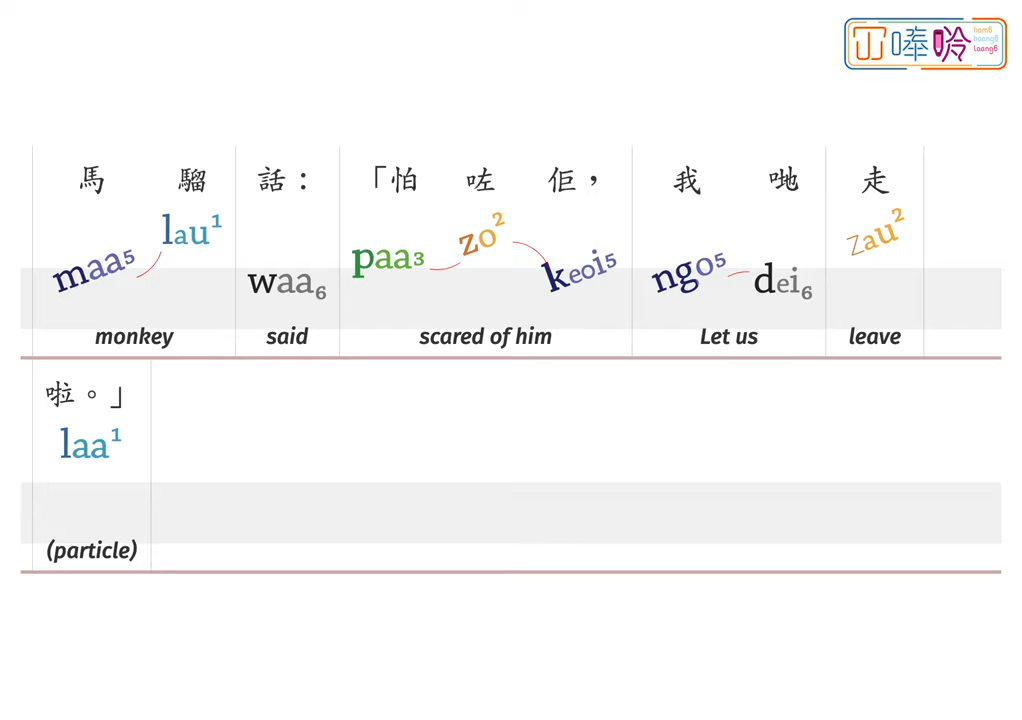 冚唪唥 ham6 baang6 laang6
馬騮話：「怕咗佢，我哋走
maa5 lau1 waa6 paa3 zo2 keoi5 ngo5 dei6 zau2
monkey said scared of him Let us leave
啦。」
laa1
(particle)